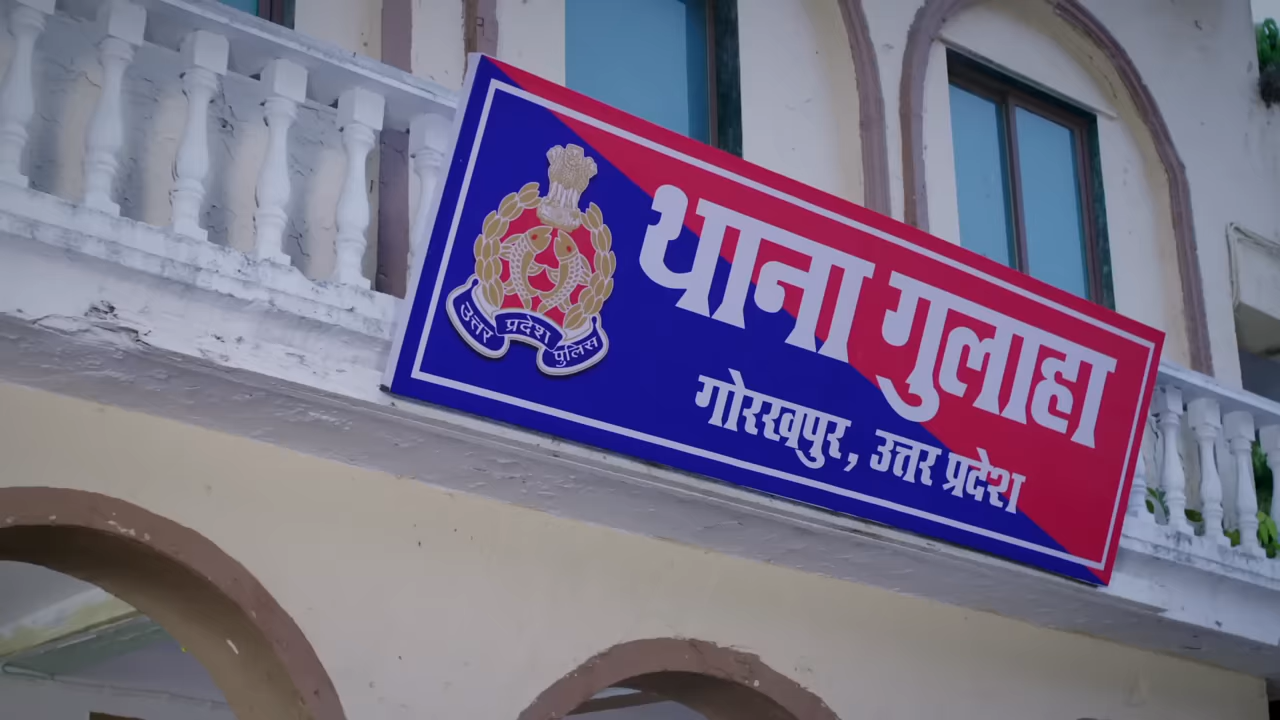 थाना गुलाहा
गोरखपुर, उत्तर प्रदेश
उत्तर प्रदेश पुलिस